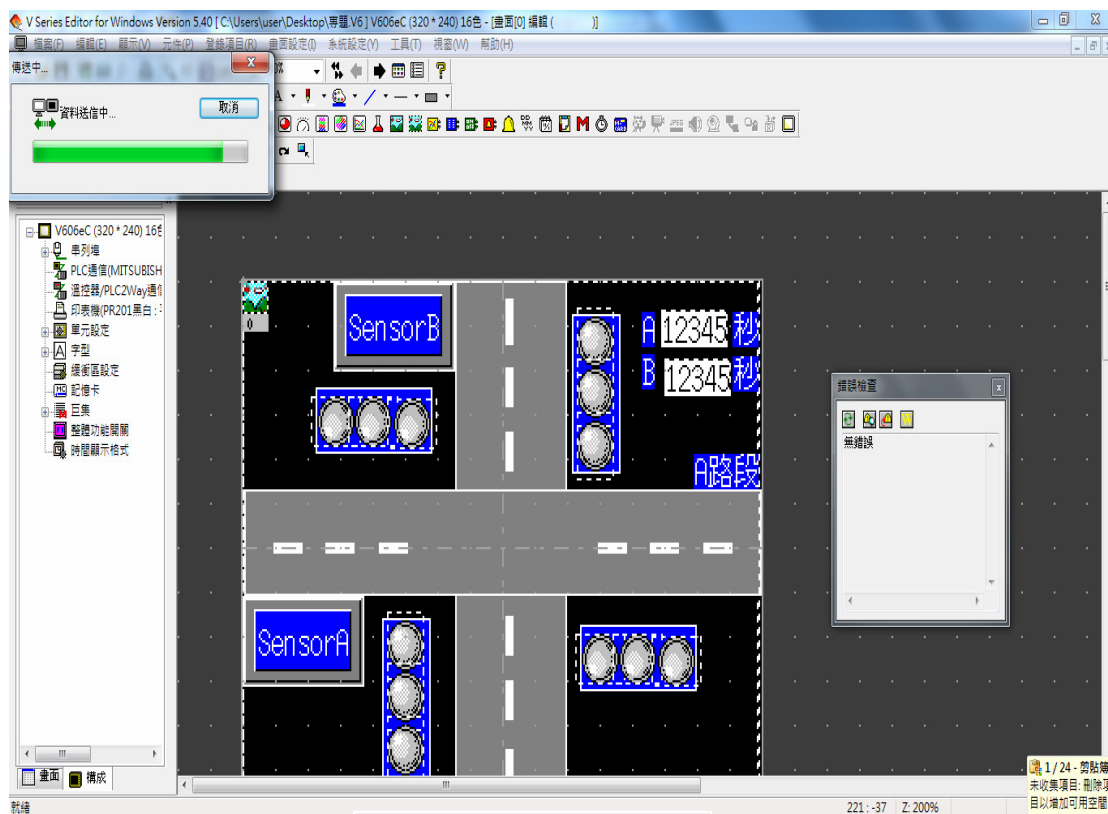 V Series Editor for Windows Version 5.40 [ C:\Users\user\Desktop\專題.V6 ] V606eC (320 * 240) 16色 - [畫面[0] 編輯 ( )]
檔案(F) 編輯(E) 顯示(V) 元件(P) 登錄項目(R) 畫面設定(I) 系統設定(Y) 工具(T) 視窗(W) 幫助(H)
傳送中...
資料送信中...
取消
V606eC (320 * 240) 16色
串列埠
PLC通信(MITSUBISH
溫控器/PLC2Way通信
印表機(PR201黑白 :
單元設定
字型
緩衝區設定
記憶卡
巨集
整體功能開關
時間顯示格式
畫面
構成
0
SensorB
A 12345 秒
B 12345 秒
A路段
SensorA
錯誤檢查
無錯誤
1 / 24 - 剪貼簿
未收集項目: 刪除項
目以增加可用空間
就緒
221 : -37 Z: 200%